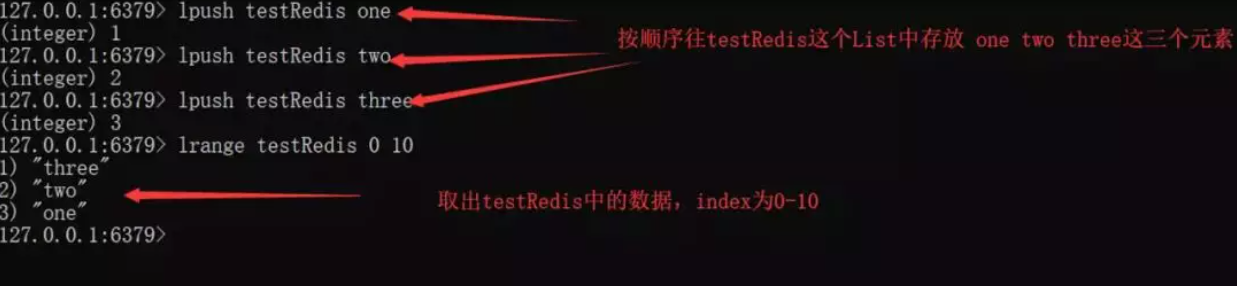 127.0.0.1:6379> lpush testRedis one
(integer) 1
127.0.0.1:6379> lpush testRedis two
(integer) 2
127.0.0.1:6379> lpush testRedis three
(integer) 3
127.0.0.1:6379> lrange testRedis 0 10
1) "three"
2) "two"
3) "one"
127.0.0.1:6379>
按顺序往testRedis这个List中存放 one two three这三个元素
取出testRedis中的数据，index为0-10